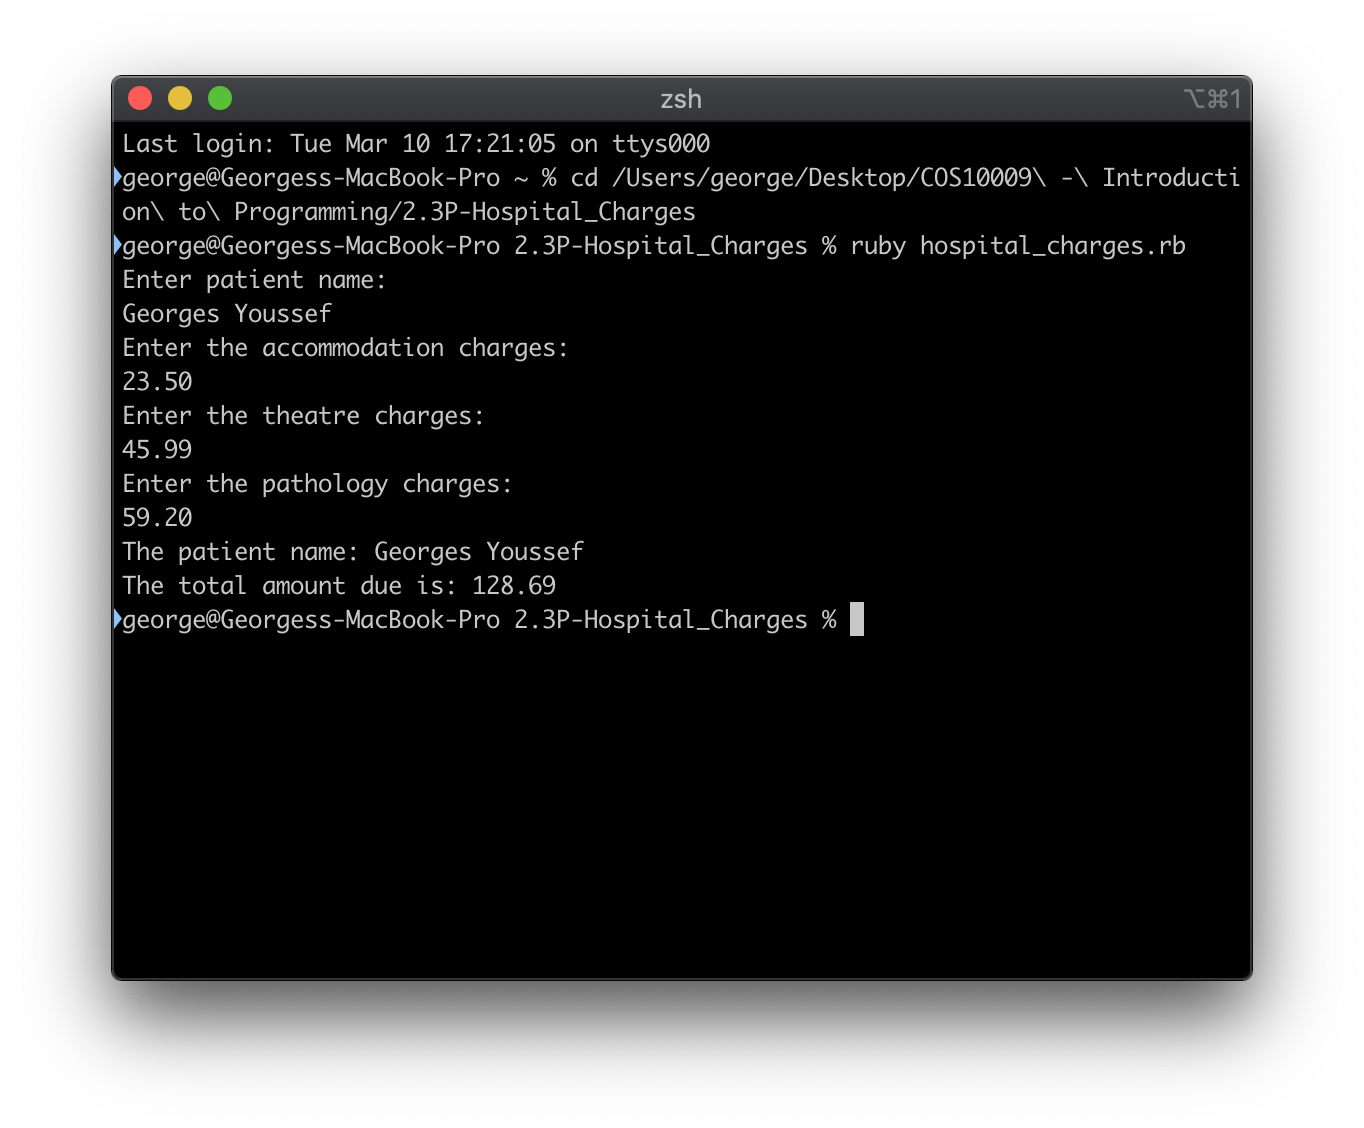 zsh
⌥⌘1
Last login: Tue Mar 10 17:21:05 on ttys000
george@Georgess-MacBook-Pro ~ % cd /Users/george/Desktop/COS10009\ -\ Introducti
on\ to\ Programming/2.3P-Hospital_Charges
george@Georgess-MacBook-Pro 2.3P-Hospital_Charges % ruby hospital_charges.rb
Enter patient name:
Georges Youssef
Enter the accommodation charges:
23.50
Enter the theatre charges:
45.99
Enter the pathology charges:
59.20
The patient name: Georges Youssef
The total amount due is: 128.69
george@Georgess-MacBook-Pro 2.3P-Hospital_Charges %